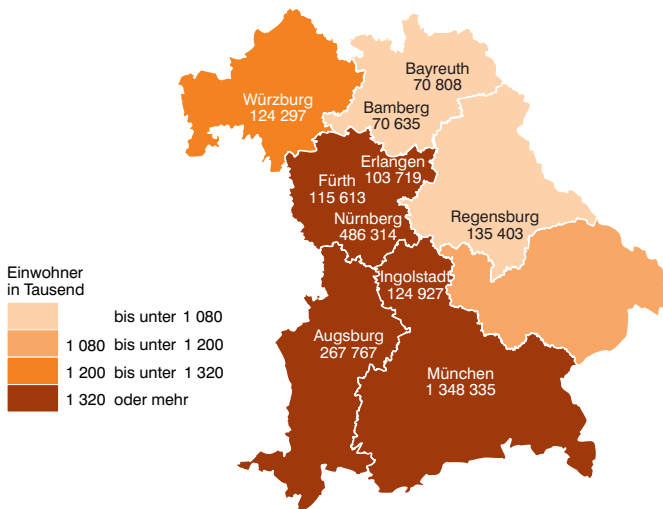 Bayreuth
70 808
Würzburg
124 297
Bamberg
70 635
Erlangen
103 719
Fürth
115 613
Nürnberg
486 314
Regensburg
135 403
Einwohner
in Tausend
bis unter 1 080
1 080 bis unter 1 200
1 200 bis unter 1 320
1 320 oder mehr
Ingolstadt
124 927
Augsburg
267 767
München
1 348 335